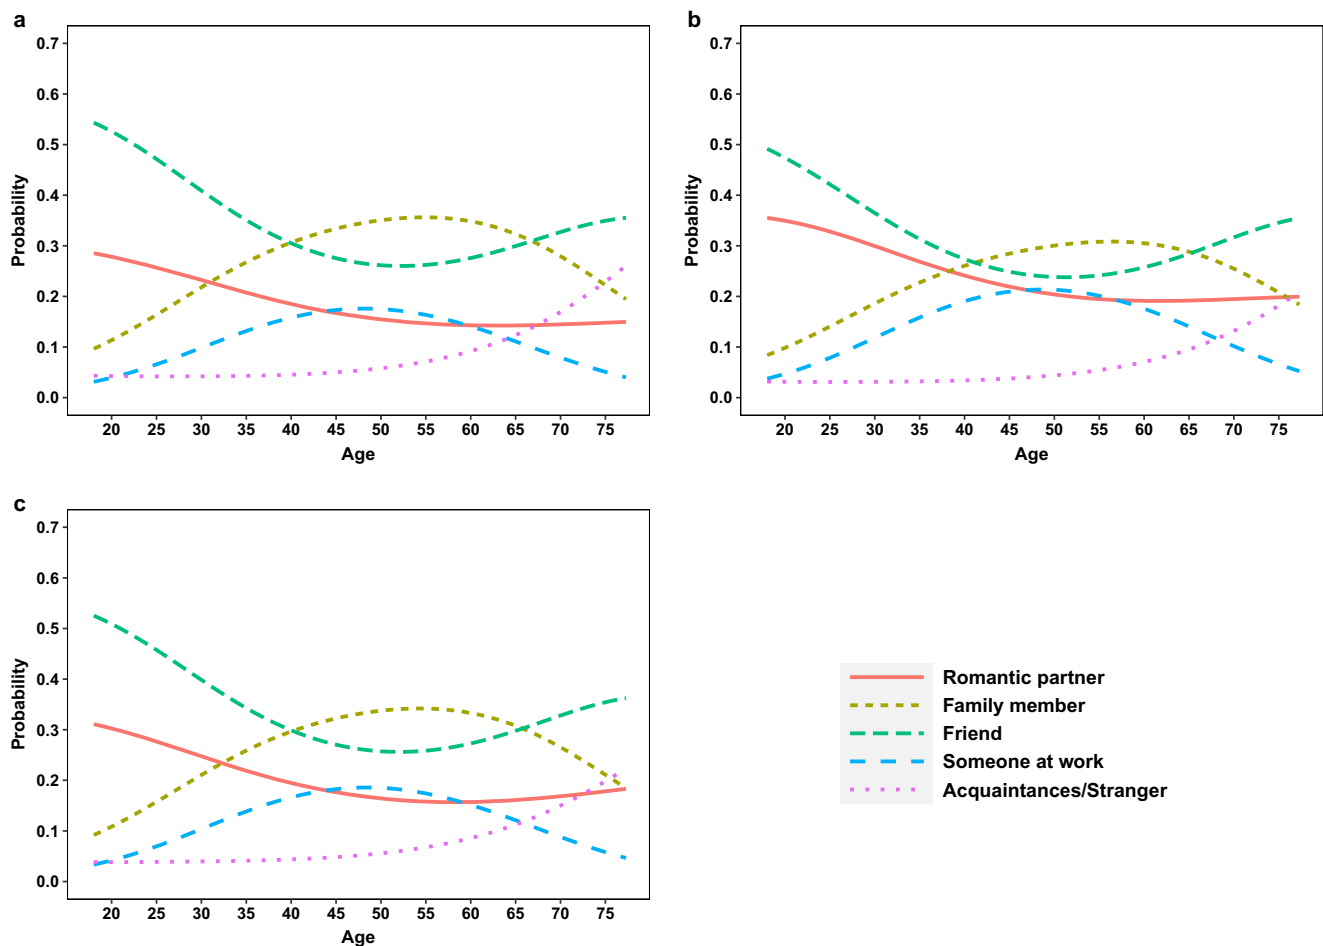 a
0.7
0.6
0.5
0.4
0.3
0.2
0.1
0.0
Probability
20 25 30 35 40 45 50 55 60 65 70 75
Age
b
0.7
0.6
0.5
0.4
0.3
0.2
0.1
0.0
Probability
20 25 30 35 40 45 50 55 60 65 70 75
Age
c
0.7
0.6
0.5
0.4
0.3
0.2
0.1
0.0
Probability
20 25 30 35 40 45 50 55 60 65 70 75
Age
Romantic partner
Family member
Friend
Someone at work
Acquaintances/Stranger